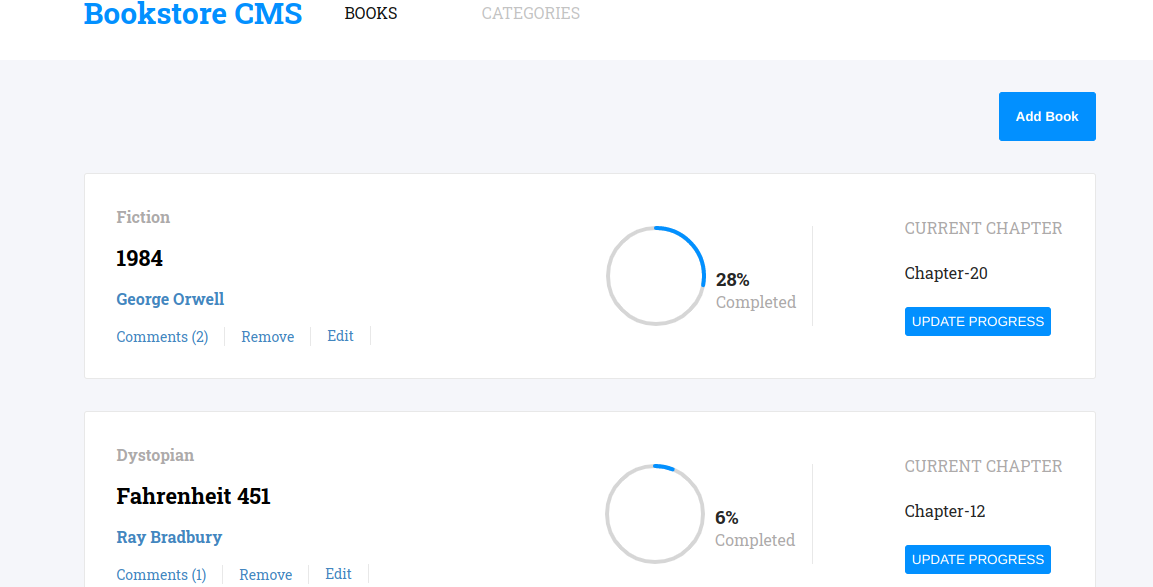 Bookstore CMS BOOKS CATEGORIES
Add Book
Fiction
1984
George Orwell
Comments (2) Remove Edit
28%
Completed
CURRENT CHAPTER
Chapter-20
UPDATE PROGRESS
Dystopian
Fahrenheit 451
Ray Bradbury
Comments (1) Remove Edit
6%
Completed
CURRENT CHAPTER
Chapter-12
UPDATE PROGRESS